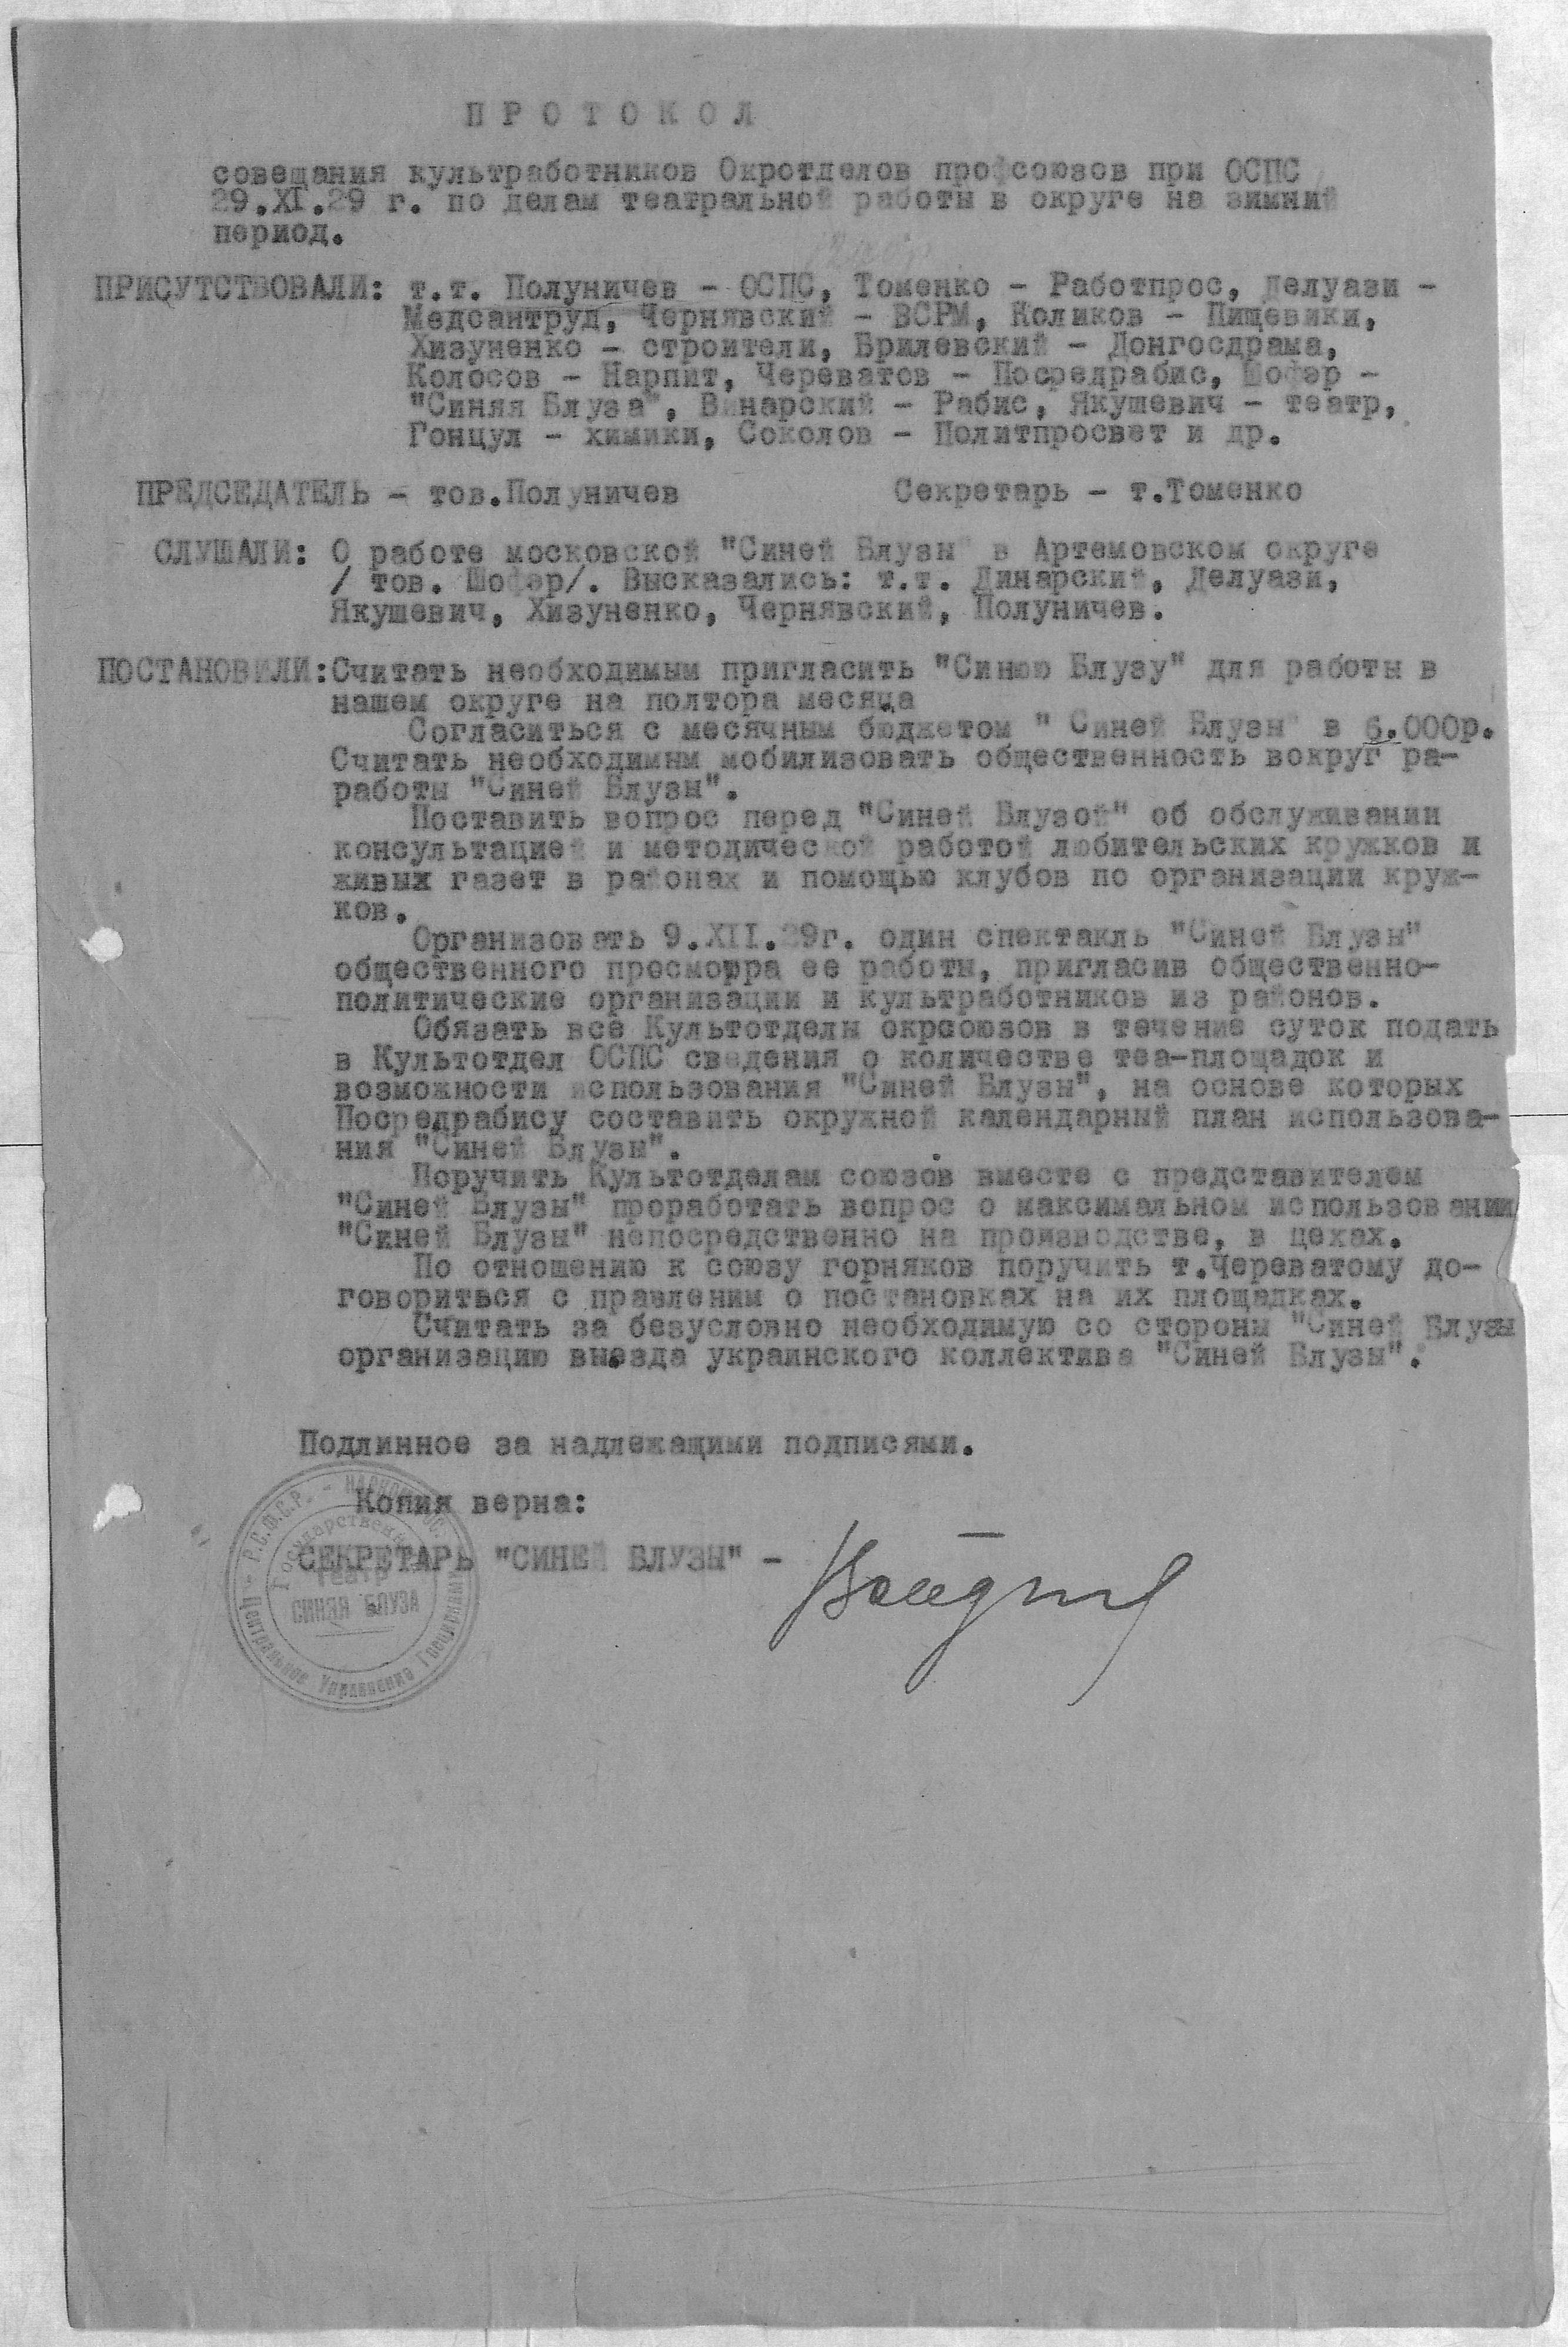 П Р О Т О К О Л
совещания культработников Окротделов профсоюзов при ОСПС
29.XI.29 г. по делам театральной работы в округе на зимний
период.
ПРИСУТСТВОВАЛИ: т.т. Полуничев - ОСПС, Томенко - Работпрос, Делуази -
Медсантруд, Чернявский - ВСРМ, Коликов - Пищевики,
Хизуненко - строители, Брилевский - Донгосдрама,
Колосов - Нарпит, Череватов - Посредрабис, Шофер -
"Синяя Блуза", Винарский - Рабис, Якушевич - театр,
Гонцул - химики, Соколов - Политпросвет и др.
ПРЕДСЕДАТЕЛЬ - тов.Полуничев Секретарь - т.Томенко
СЛУШАЛИ: О работе московской "Синей Блузы" в Артемовском округе
/ тов. Шофер/. Высказались: т.т. Динарский, Делуази,
Якушевич, Хизуненко, Чернявский, Полуничев.
ПОСТАНОВИЛИ: Считать необходимым пригласить "Синюю Блузу" для работы в
нашем округе на полтора месяца
Согласиться с месячным бюджетом " Синей Блузы" в 6.000р.
Считать необходимым мобилизовать общественность вокруг ра-
работы "Синей Блузы".
Поставить вопрос перед "Синей Блузой" об обслуживании
консультацией и методической работой любительских кружков и
живых газет в районах и помощью клубов по организации круж-
ков.
Организовать 9.XII.29г. один спектакль "Синей Блузы"
общественного просмотра ее работы, пригласив общественно-
политические организации и культработников из районов.
Обязать все Культотделы окрсоюзов в течение суток подать
в Культотдел ОСПС сведения о количестве теа-площадок и
возможности использования "Синей Блузы", на основе которых
Посредрабису составить окружной календарный план использова-
ния "Синей Блузы".
Поручить Культотделам союзов вместе с представителем
"Синей Блузы" проработать вопрос о максимальном использовании
"Синей Блузы" непосредственно на производстве, в цехах.
По отношению к союзу горняков поручить т.Череватому до-
говориться с правлением о постановках на их площадках.
Считать за безусловно необходимую со стороны "Синей Блузы
организацию выезда украинского коллектива "Синей Блузы".
Подлинное за надлежащими подписями.
Копия верна:
СЕКРЕТАРЬ "СИНЕЙ БЛУЗЫ" -
Р.С.Ф.С.Р. - НАРКОМПРОС
Центральное Управление Госцирками
Государственный
Театр
СИНЯЯ БЛУЗА